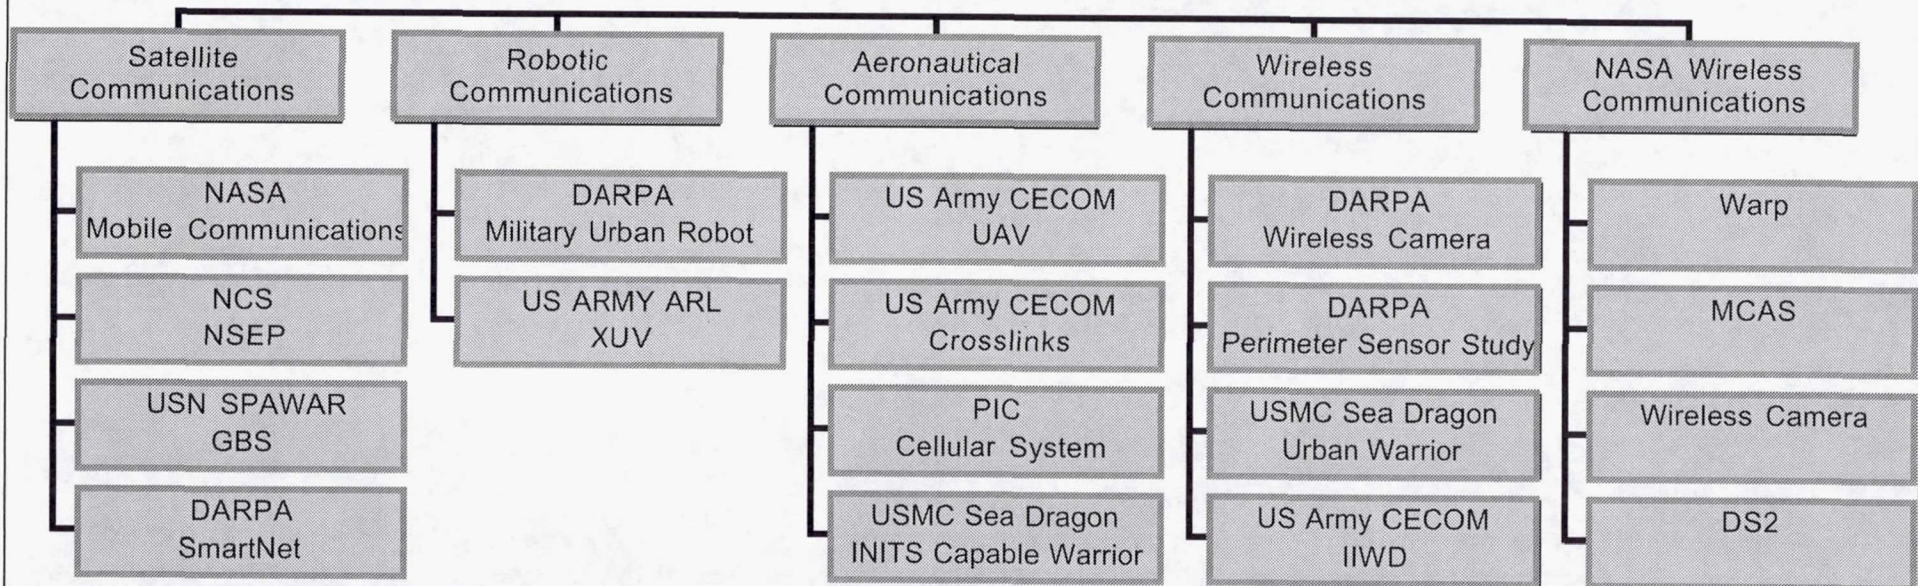 Satellite
Communications
NASA
Mobile Communications
NCS
NSEP
USN SPAWAR
GBS
DARPA
SmartNet
Robotic
Communications
DARPA
Military Urban Robot
US ARMY ARL
XUV
Aeronautical
Communications
US Army CECOM
UAV
US Army CECOM
Crosslinks
PIC
Cellular System
USMC Sea Dragon
INITS Capable Warrior
Wireless
Communications
DARPA
Wireless Camera
DARPA
Perimeter Sensor Study
USMC Sea Dragon
Urban Warrior
US Army CECOM
IIWD
NASA Wireless
Communications
Warp
MCAS
Wireless Camera
DS2